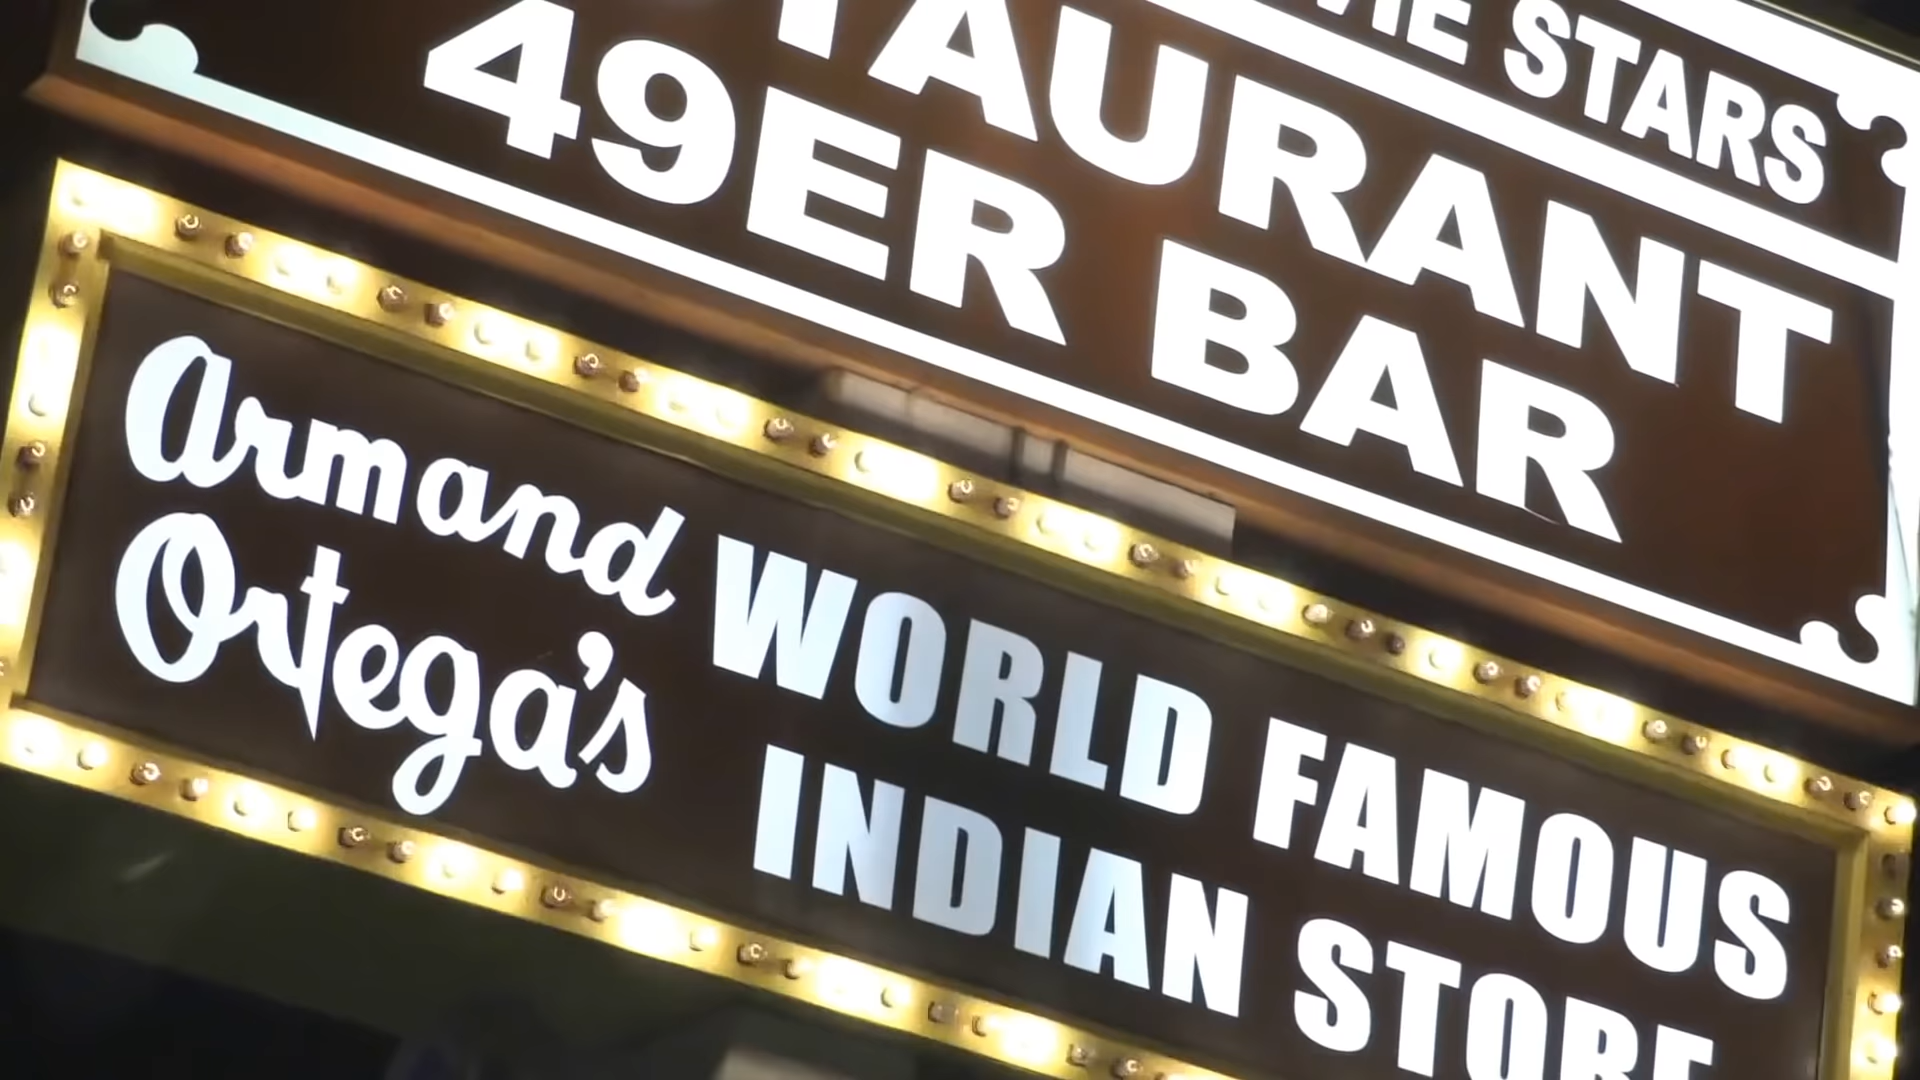 STARS
TAURANT
49ER BAR
Armand
Ortega's
WORLD FAMOUS
INDIAN STORE